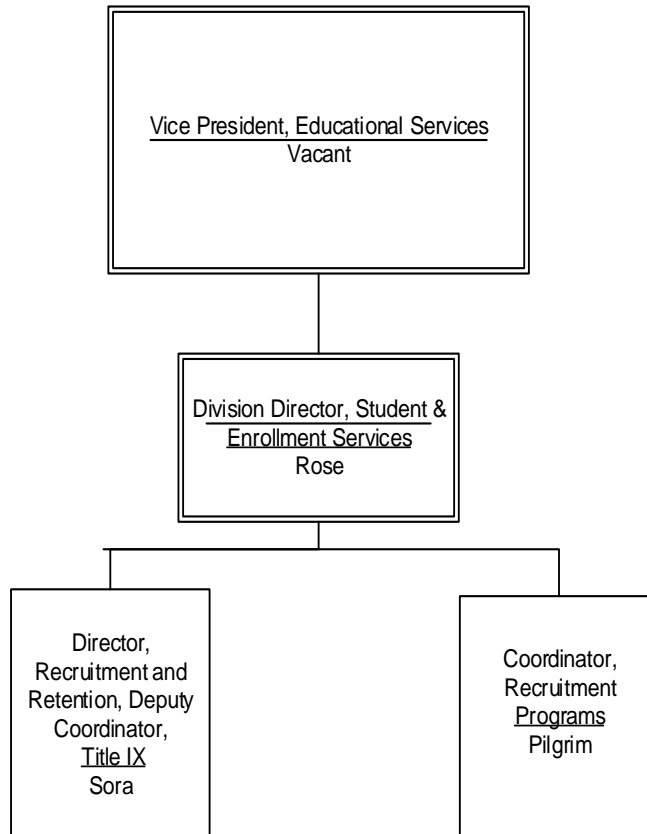 Vice President, Educational Services
Vacant
Division Director, Student &
Enrollment Services
Rose
Director,
Recruitment and
Retention, Deputy
Coordinator,
Title IX
Sora
Coordinator,
Recruitment
Programs
Pilgrim